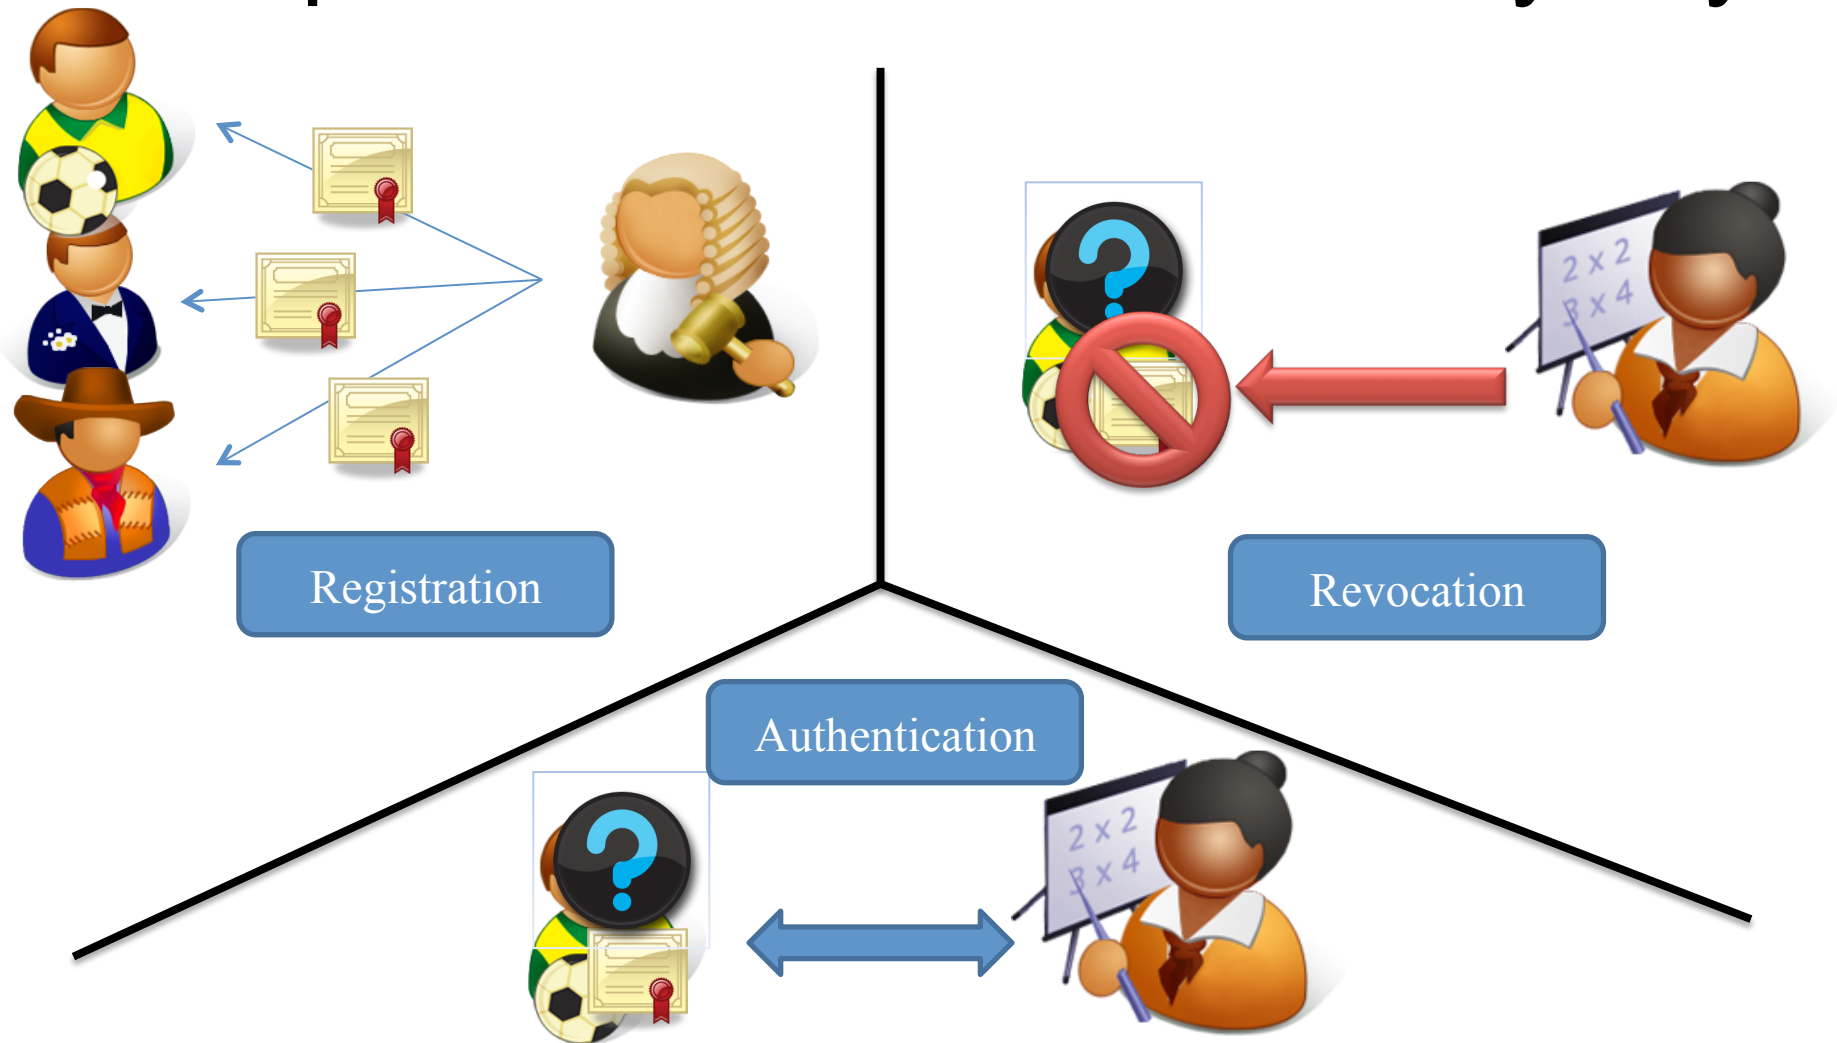 2 x 2
3 x 4
Registration
Revocation
Authentication
2 x 2
3 x 4